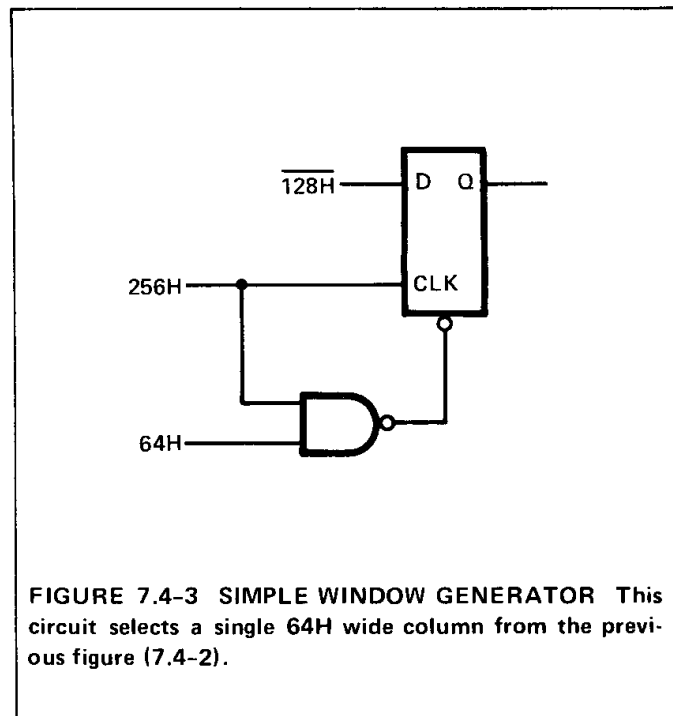 128H
D Q
256H
CLK
64H
FIGURE 7.4-3 SIMPLE WINDOW GENERATOR This
circuit selects a single 64H wide column from the previ-
ous figure (7.4-2).